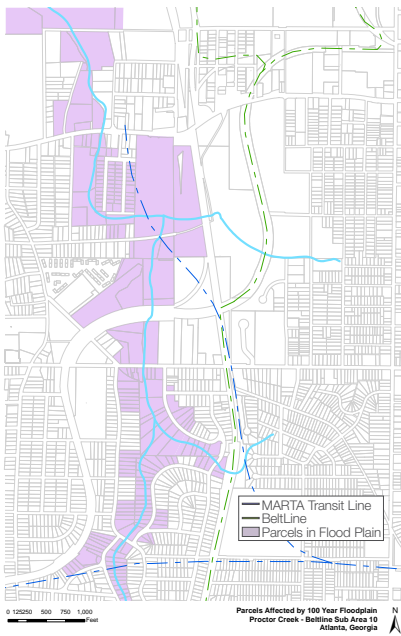 MARTA Transit Line
BeltLine
Parcels in Flood Plain
0 125250 500 750 1,000
Feet
Parcels Affected by 100 Year Floodplain
Proctor Creek - Beltline Sub Area 10
Atlanta, Georgia